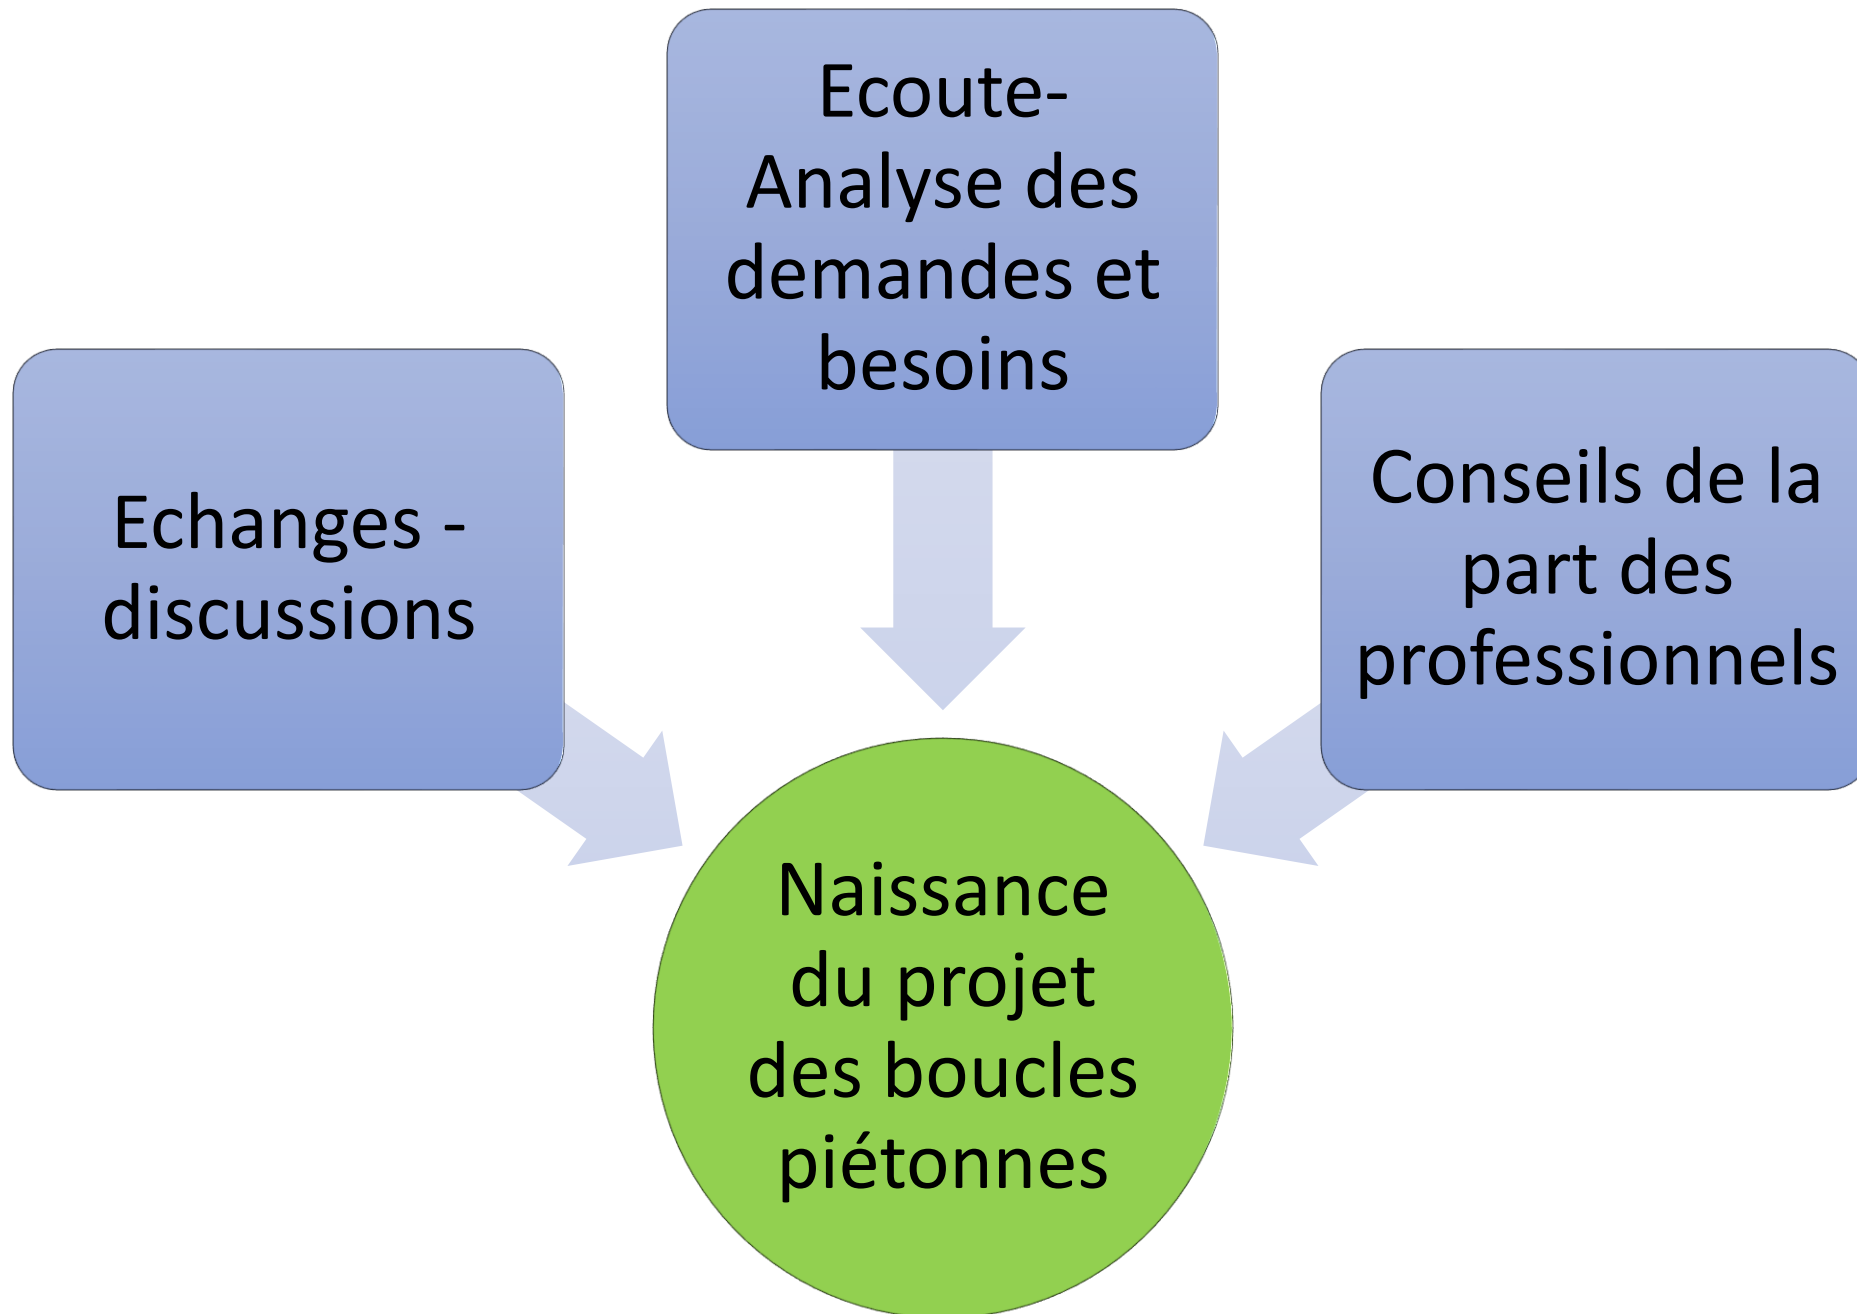 Ecoute-
Analyse des
demandes et
besoins
Echanges -
discussions
Conseils de la
part des
professionnels
Naissance
du projet
des boucles
piétonnes